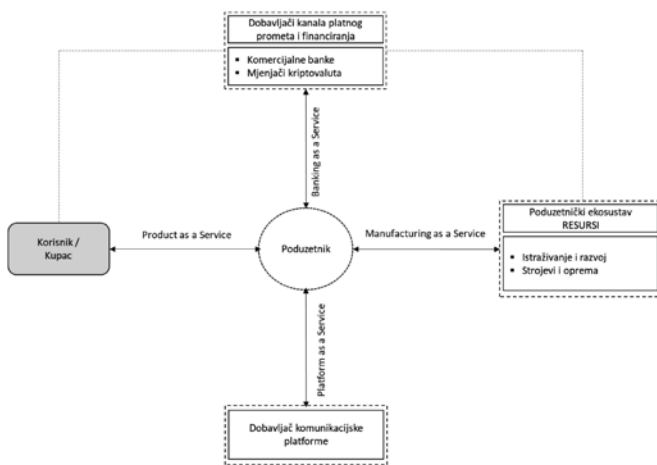 Dobavljači kanala platnog
prometa i financiranja
▪ Komercijalne banke
▪ Mjenjači kriptovaluta
Banking as a Service
Korisnik /
Kupac
Product as a Service
Poduzetnik
Manufacturing as a Service
Poduzetnički ekosustav
RESURSI
▪ Istraživanje i razvoj
▪ Strojevi i oprema
Platform as a Service
Dobavljač komunikacijske
platforme